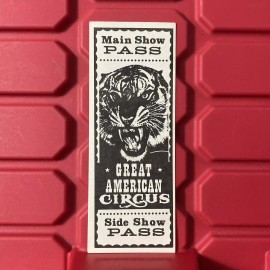 Main Show
PASS
GREAT
AMERICAN
CIRCUS
Side Show
PASS